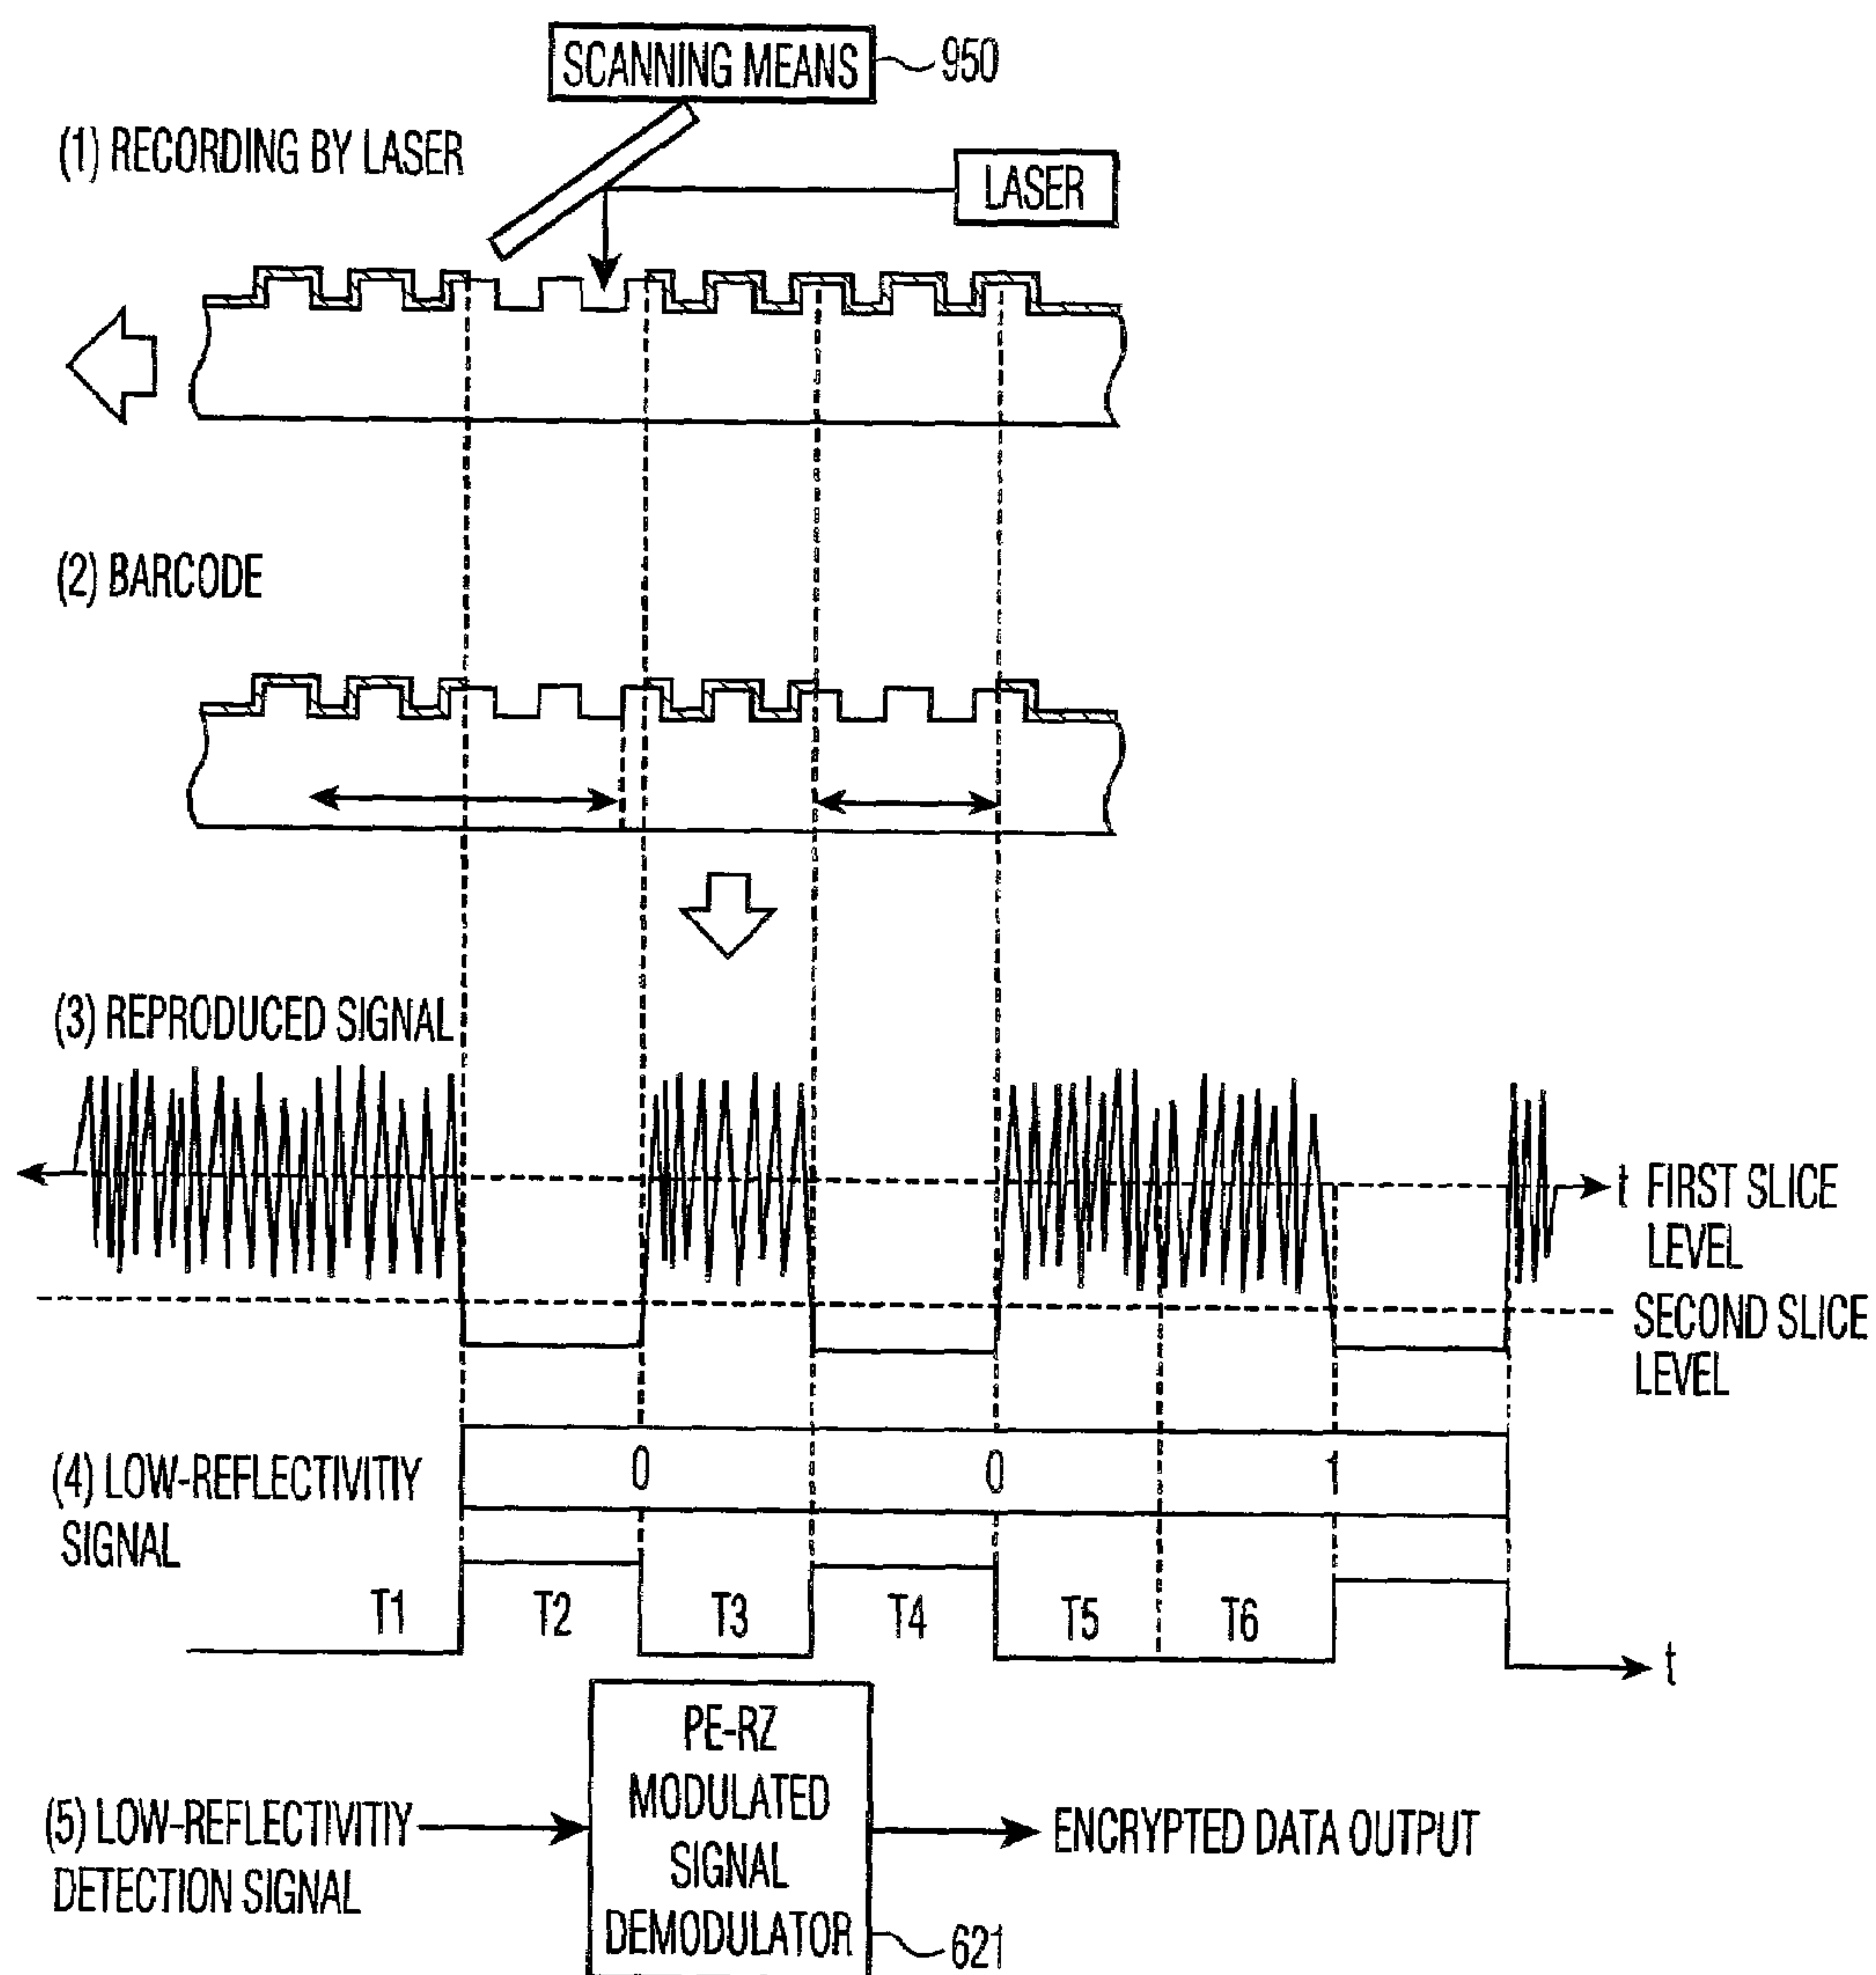 SCANNING MEANS
950
(1) RECORDING BY LASER
LASER
(2) BARCODE
(3) REPRODUCED SIGNAL
t FIRST SLICE
LEVEL
SECOND SLICE
LEVEL
(4) LOW-REFLECTIVITIY
SIGNAL
0 0 1
T1 T2 T3 T4 T5 T6
t
PE-RZ
MODULATED
SIGNAL
DEMODULATOR
621
(5) LOW-REFLECTIVITIY
DETECTION SIGNAL
ENCRYPTED DATA OUTPUT